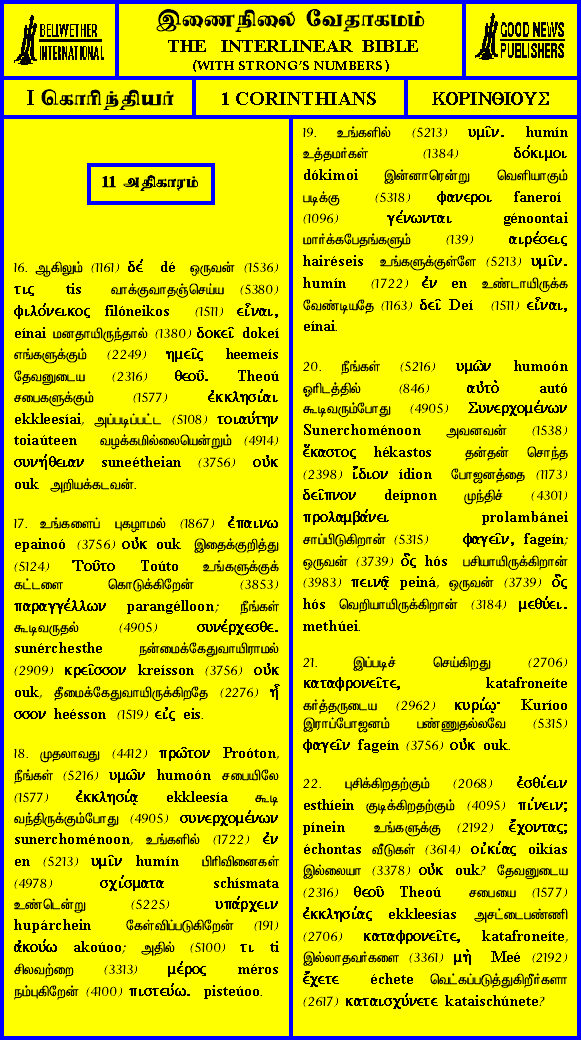 BELLWETHER
INTERNATIONAL
இணைநிலை வேதாகமம்
THE INTERLINEAR BIBLE
(WITH STRONG'S NUMBERS)
GOOD NEWS
PUBLISHERS
I கொரிந்தியர்
1 CORINTHIANS
ΚΟΡΙΝΘΙΟΥΣ
11 அதிகாரம்
16. ஆகிலும் (1161) δέ dé ஒருவன் (1536)
τις tis வாக்குவாதஞ்செய்ய (5380)
φιλόνεικος filóneikos (1511) εἶναι,
eínai மனதாயிருந்தால் (1380) δοκεῖ dokeí
எங்களுக்கும் (2249) ημεῖς heemeís
தேவனுடைய (2316) θεοῦ. Theoú
சபைகளுக்கும் (1577) ἐκκλησίαι
ekkleesíai, அப்படிப்பட்ட (5108) τοιαύτην
toiaúteen வழக்கமில்லையென்றும் (4914)
συνήθειαν suneétheian (3756) οὐκ
ouk அறியக்கடவன்.
17. உங்களைப் புகழாமல் (1867) ἐπαινω
epainoó (3756) οὐκ ouk இதைக்குறித்து
(5124) Τοῦτο Toúto உங்களுக்குக்
கட்டளை கொடுக்கிறேன் (3853)
παραγγέλλων parangélloon; நீங்கள்
கூடிவருதல் (4905) συνέρχεσθε.
sunérchesthe நன்மைக்கேதுவாயிராமல்
(2909) κρεῖσσον kreísson (3756) οὐκ
ouk, தீமைக்கேதுவாயிருக்கிறதே (2276) ἧ
σσον heésson (1519) εἰς eis.
18. முதலாவது (4412) πρῶτον Proóton,
நீங்கள் (5216) υμῶν humoón சபையிலே
(1577) ἐκκλησίᾳ ekkleesía கூடி
வந்திருக்கும்போது (4905) συνερχομένων
sunerchoménoon, உங்களில் (1722) ἐν
en (5213) υμῖν humín பிரிவினைகள்
(4978) σχίσματα schísmata
உண்டென்று (5225) υπάρχειν
hupárchein கேள்விப்படுகிறேன் (191)
ἀκούω akoúoo; அதில் (5100) τι ti
சிலவற்றை (3313) μέρος méros
நம்புகிறேன் (4100) πιστεύω. pisteúoo.
19. உங்களில் (5213) υμῖν. humín
உத்தமர்கள் (1384) δόκιμοι
dókimoi இன்னாரென்று வெளியாகும்
படிக்கு (5318) φανεροι faneroí
(1096) γένωνται génoontai
மார்க்கபேதங்களும் (139) αιρέσεις
hairéseis உங்களுக்குள்ளே (5213) υμῖν.
humín (1722) ἐν en உண்டாயிருக்க
வேண்டியதே (1163) δεῖ Deí (1511) εἶναι,
eínai.
20. நீங்கள் (5216) υμῶν humoón
ஓரிடத்தில் (846) αὐτὸ autó
கூடிவரும்போது (4905) Συνερχομένων
Sunerchoménoon அவனவன் (1538)
ἕκαστος hékastos தன்தன் சொந்த
(2398) ἴδιον ídion போஜனத்தை (1173)
δεῖπνον deípnon முந்திச் (4301)
προλαμβάνει prolambánei
சாப்பிடுகிறான் (5315) φαγεῖν, fageín;
ஒருவன் (3739) ὃς hós பசியாயிருக்கிறான்
(3983) πεινᾷ peiná, ஒருவன் (3739) ὃς
hós வெறியாயிருக்கிறான் (3184) μεθύει.
methúei.
21. இப்படிச் செய்கிறது (2706)
καταφρονεῖτε, katafroneíte
கர்த்தருடைய (2962) κυρίῳ· Kuríoo
இராப்போஜனம் பண்ணுதல்லவே (5315)
φαγεῖν fageín (3756) οὐκ ouk.
22. புசிக்கிறதற்கும் (2068) ἐσθίειν
esthíein குடிக்கிறதற்கும் (4095) πίνειν;
pínein உங்களுக்கு (2192) ἔχοντας;
échontas வீடுகள் (3614) οἰκίας oikías
இல்லையா (3378) οὐκ ouk? தேவனுடைய
(2316) θεοῦ Theoú சபையை (1577)
ἐκκλησίας ekkleesías அசட்டைபண்ணி
(2706) καταφρονεῖτε, katafroneíte,
இல்லாதவர்களை (3361) μὴ Meé (2192)
ἔχετε échete வெட்கப்படுத்துகிறீர்களா
(2617) καταισχύνετε kataischúnete?